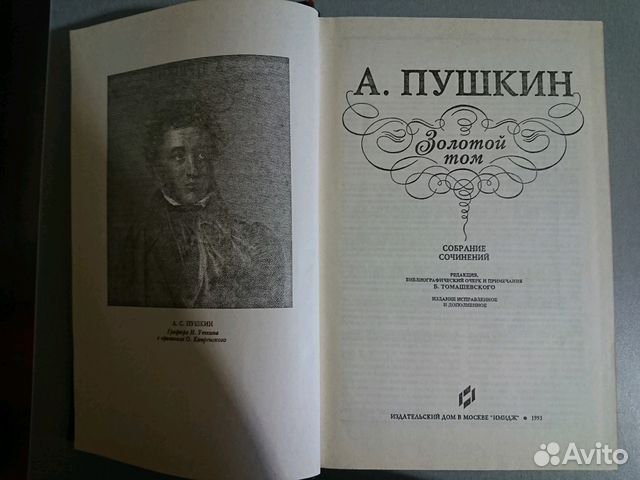 А. С. ПУШКИН
Гравюра Н. Уткина
с оригинала О. Кипренского
А. ПУШКИН
Золотой
том
СОБРАНИЕ
СОЧИНЕНИЙ
РЕДАКЦИЯ,
БИБЛИОГРАФИЧЕСКИЙ ОЧЕРК И ПРИМЕЧАНИЯ
Б. ТОМАШЕВСКОГО
ИЗДАНИЕ ИСПРАВЛЕННОЕ
И ДОПОЛНЕННОЕ
ИЗДАТЕЛЬСКИЙ ДОМ В МОСКВЕ "ИМИДЖ" • 1993
Avito